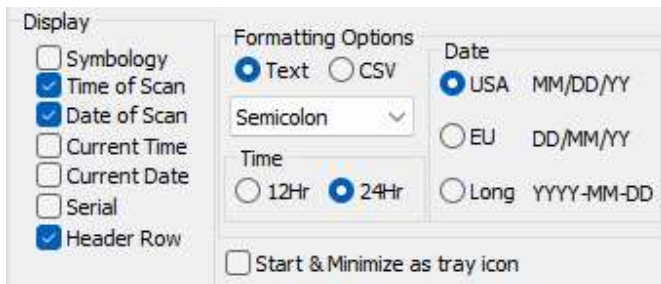 Display
Symbology
Time of Scan
Date of Scan
Current Time
Current Date
Serial
Header Row
Formatting Options
Text CSV
Semicolon
Time
12Hr 24Hr
Date
USA MM/DD/YY
EU DD/MM/YY
Long YYYY-MM-DD
Start & Minimize as tray icon